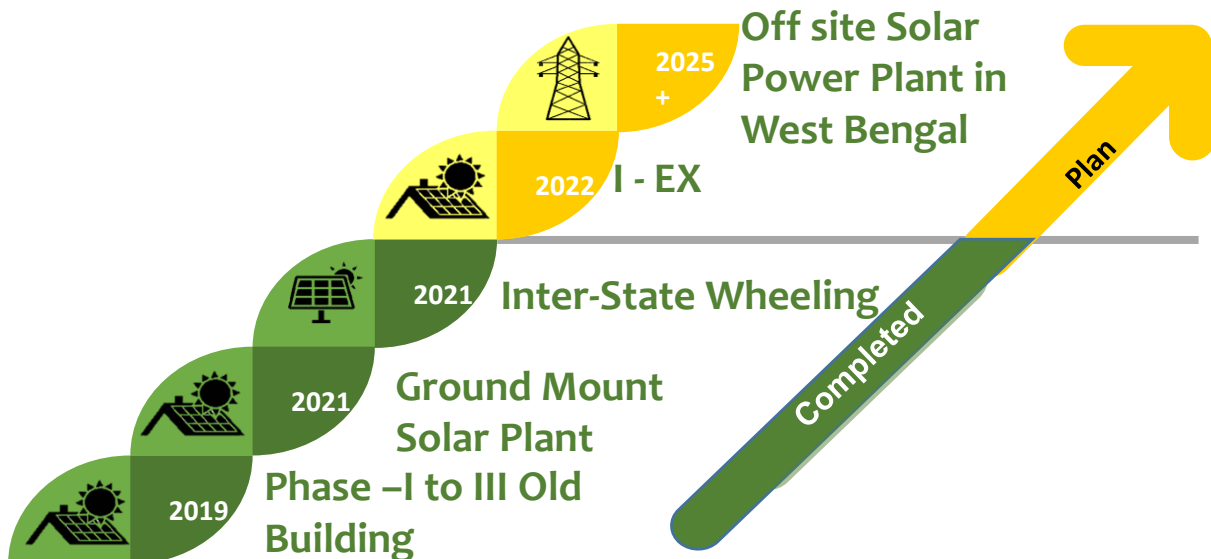 Off site Solar
Power Plant in
West Bengal
2025
+
I - EX
2022
Plan
Inter-State Wheeling
2021
Completed
Ground Mount
Solar Plant
2021
Phase –I to III Old
Building
2019